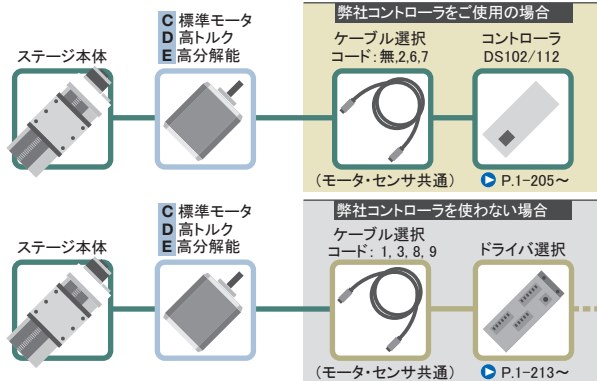 弊社コントローラをご使用の場合
C 標準モータ
D 高トルク
E 高分解能
ステージ本体
ケーブル選択
コード：無,2,6,7
コントローラ
DS102/112
（モータ・センサ共通）
P.1-205～
弊社コントローラを使わない場合
C 標準モータ
D 高トルク
E 高分解能
ステージ本体
ケーブル選択
コード： 1, 3, 8, 9
ドライバ選択
（モータ・センサ共通）
P.1-213～